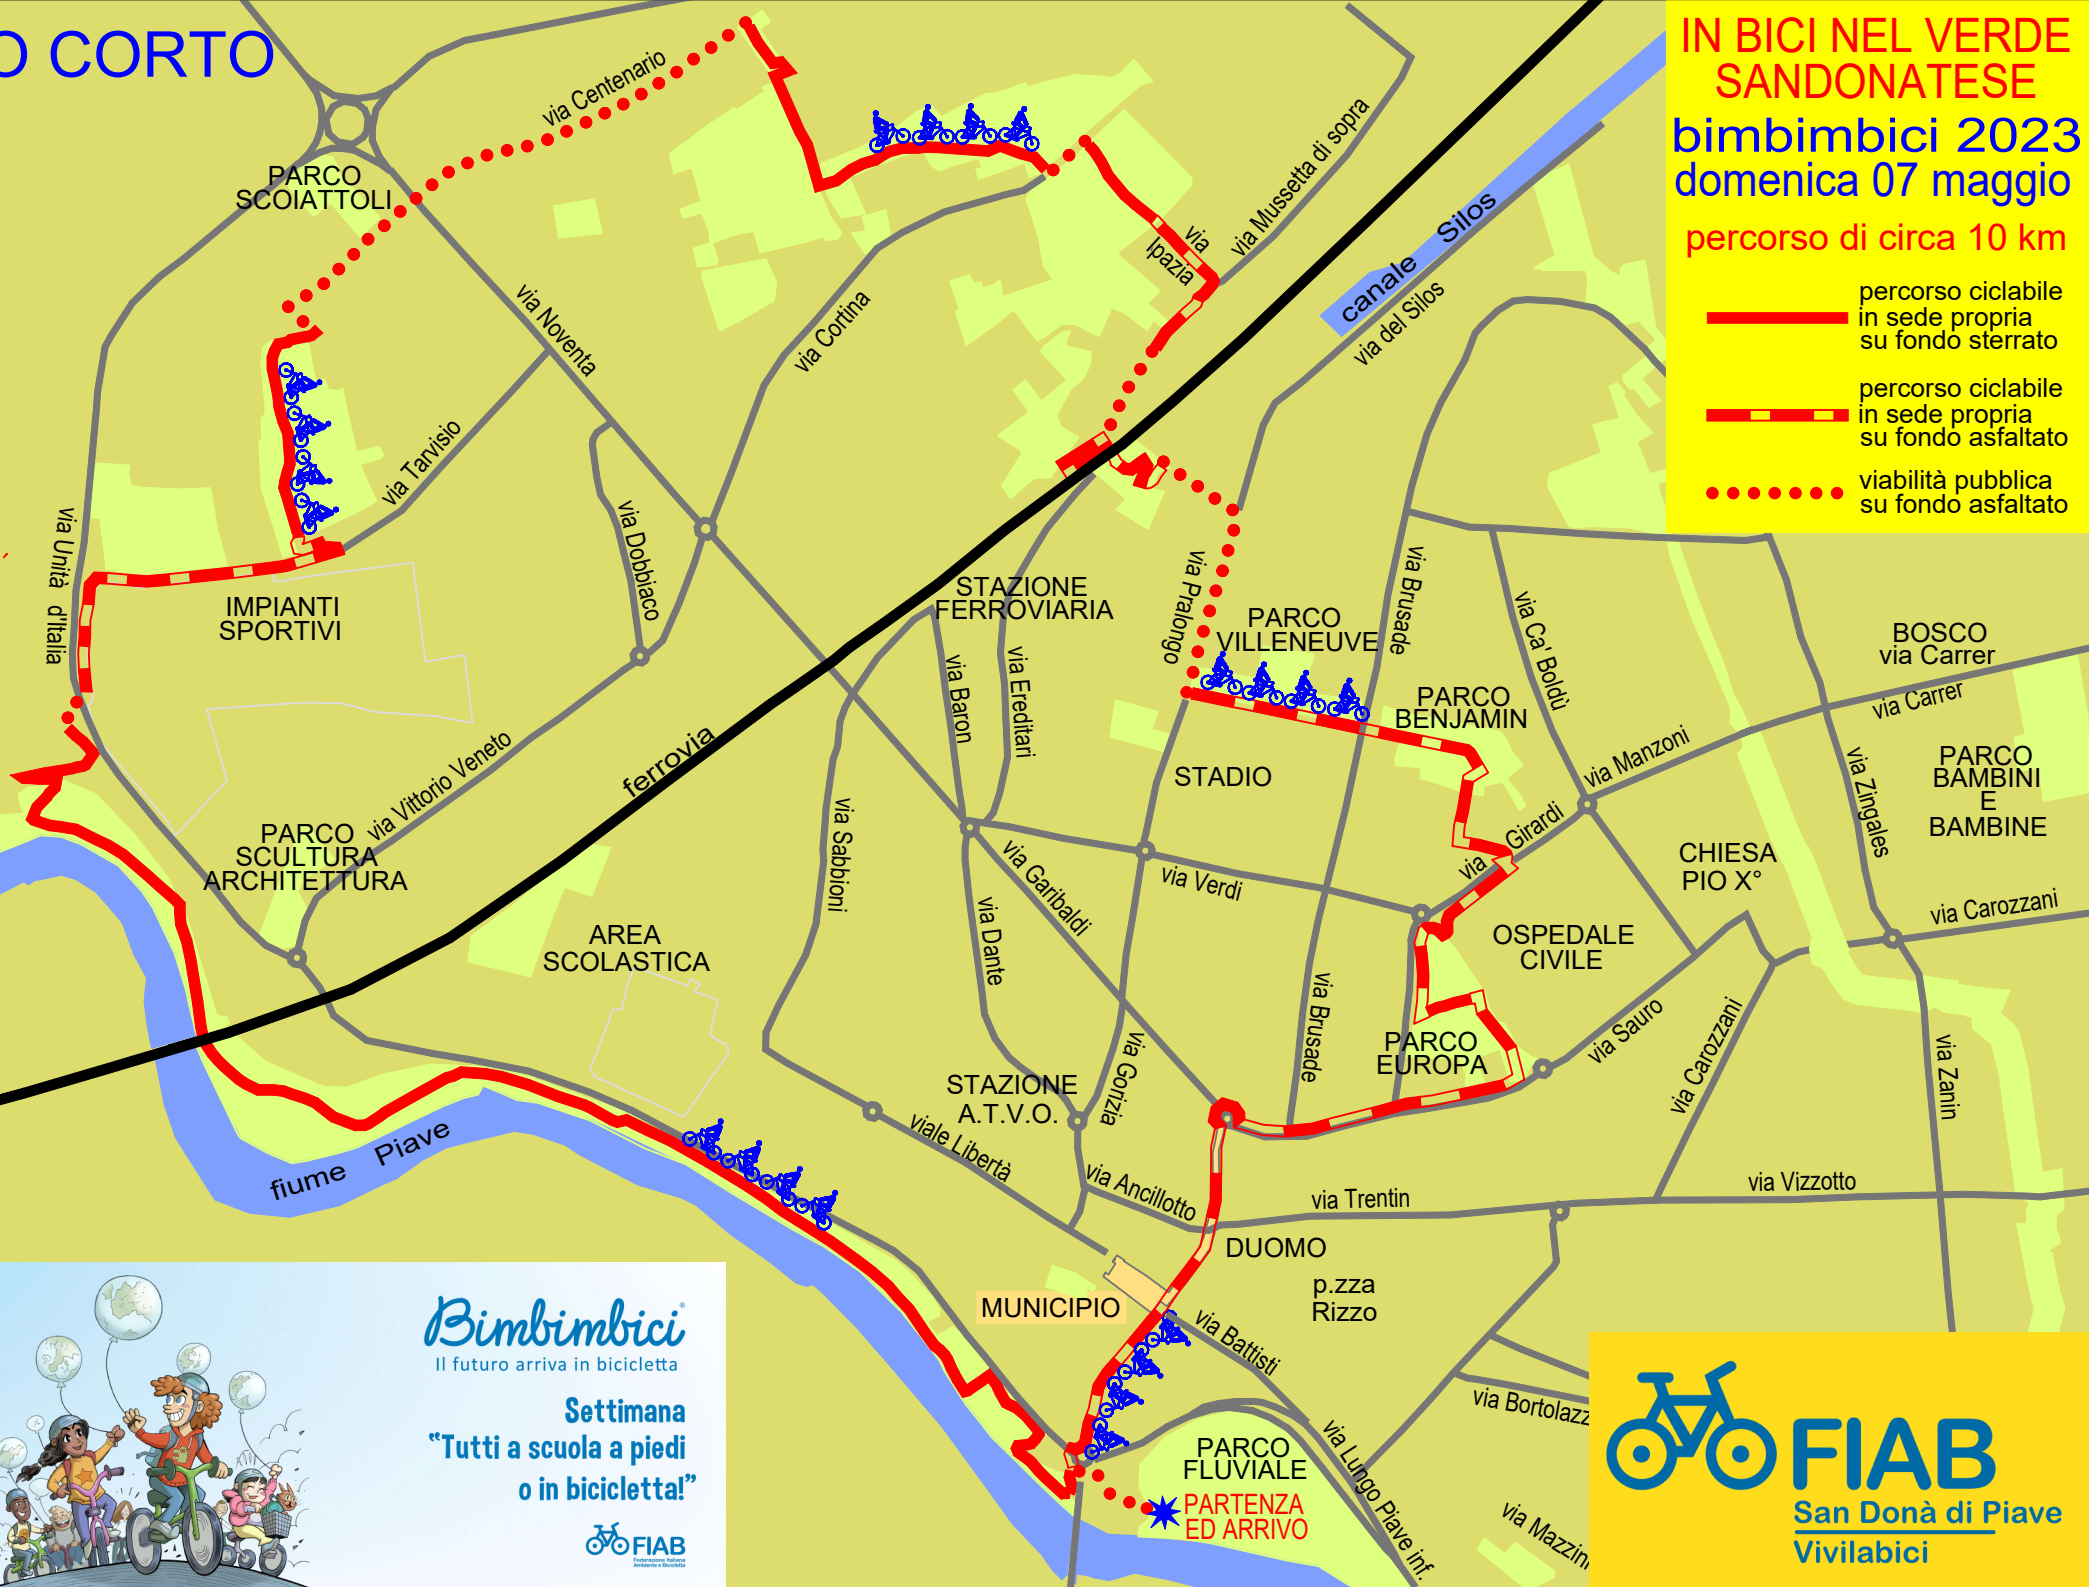 O CORTO
IN BICI NEL VERDE
SANDONATESE
bimbimbici 2023
domenica 07 maggio
percorso di circa 10 km
percorso ciclabile
in sede propria
su fondo sterrato
percorso ciclabile
in sede propria
su fondo asfaltato
viabilità pubblica
su fondo asfaltato
via Centenario
PARCO
SCOIATTOLI
via Noventa
via Cortina
via
Ipazia
via Mussetta di sopra
canale Silos
via del Silos
via Tarvisio
via Dobbiaco
via Unità d'Italia
IMPIANTI
SPORTIVI
STAZIONE
FERROVIARIA
via Baron
via Ereditari
via Pralongo
PARCO
VILLENEUVE
via Brusade
PARCO
BENJAMIN
via Ca' Boldù
BOSCO
via Carrer
via Carrer
via Manzoni
via Zingales
PARCO
BAMBINI
E
BAMBINE
STADIO
ferrovia
via Vittorio Veneto
PARCO
SCULTURA
ARCHITETTURA
via Sabbioni
via Garibaldi
via Verdi
via Girardi
CHIESA
PIO X°
via Carozzani
AREA
SCOLASTICA
via Dante
OSPEDALE
CIVILE
via Brusade
via Sauro
via Carozzani
via Zanin
PARCO
EUROPA
STAZIONE
A.T.V.O.
via Gorizia
viale Libertà
via Ancillotto
via Trentin
via Vizzotto
fiume Piave
DUOMO
p.zza
Rizzo
MUNICIPIO
via Battisti
via Bortolazz
PARCO
FLUVIALE
PARTENZA
ED ARRIVO
via Lungo Piave inf.
via Mazzini
Bimbimbici
Il futuro arriva in bicicletta
Settimana
"Tutti a scuola a piedi
o in bicicletta!"
FIAB
Federazione Italiana
Ambiente e Bicicletta
FIAB
San Donà di Piave
Vivilabici